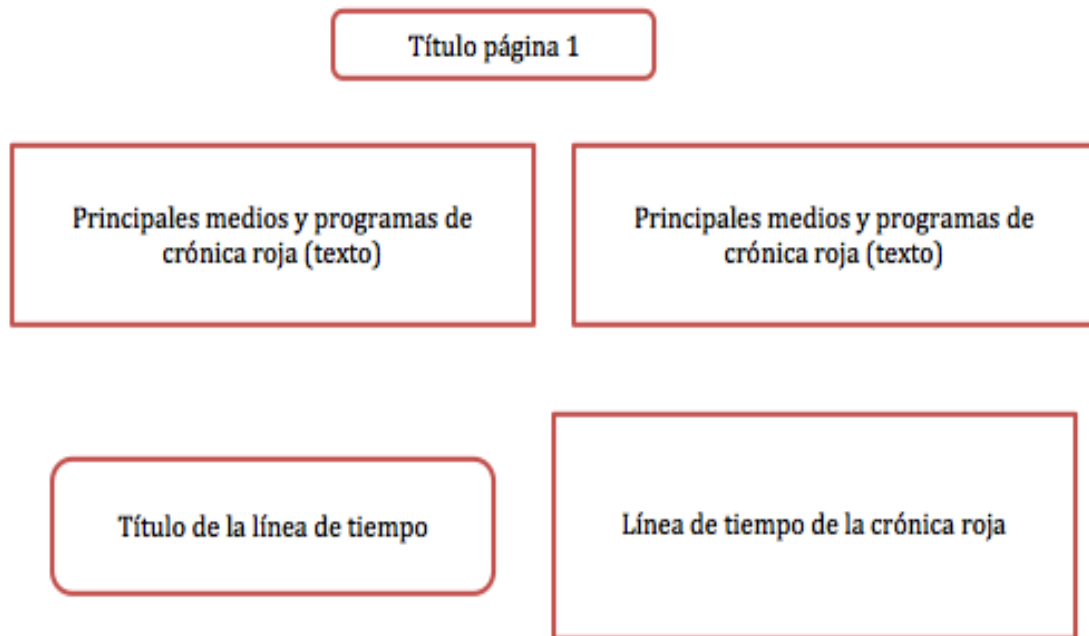 Título página 1
Principales medios y programas de
crónica roja (texto)
Principales medios y programas de
crónica roja (texto)
Título de la línea de tiempo
Línea de tiempo de la crónica roja